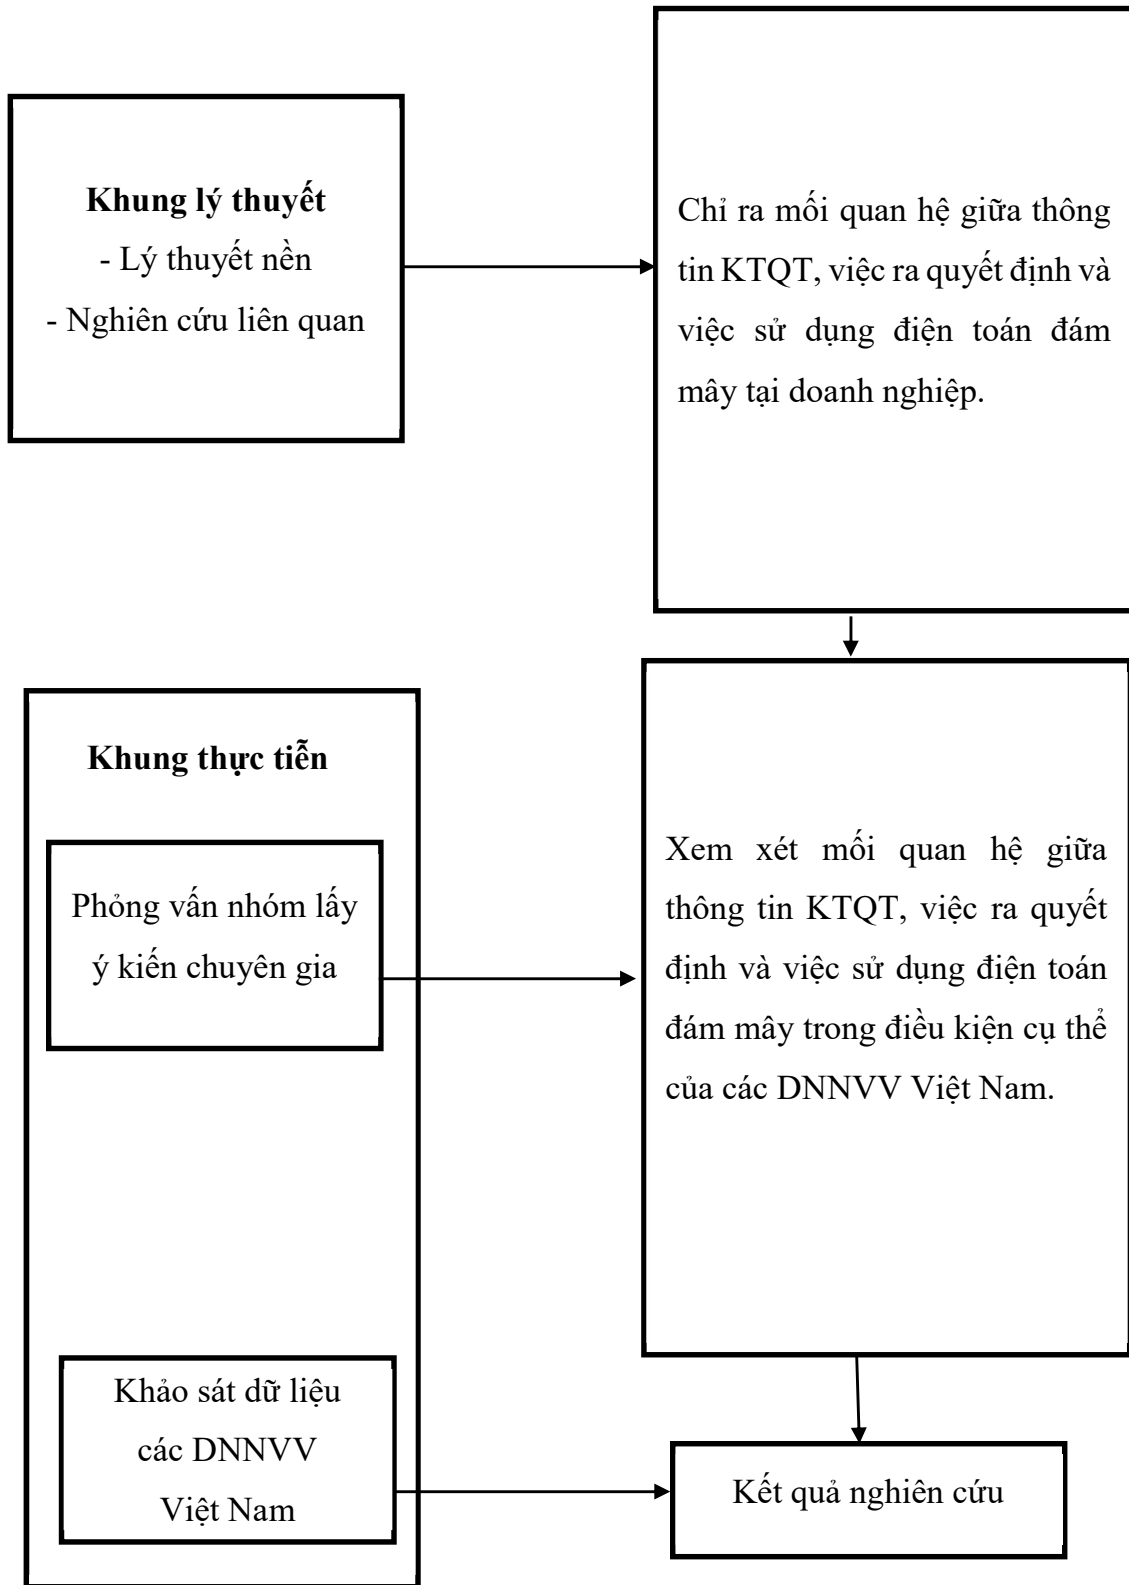 Khung lý thuyết
- Lý thuyết nền
- Nghiên cứu liên quan
Chỉ ra mối quan hệ giữa thông
tin KTQT, việc ra quyết định và
việc sử dụng điện toán đám
mây tại doanh nghiệp.
Khung thực tiễn
Phỏng vấn nhóm lấy
ý kiến chuyên gia
Xem xét mối quan hệ giữa
thông tin KTQT, việc ra quyết
định và việc sử dụng điện toán
đám mây trong điều kiện cụ thể
của các DNNVV Việt Nam.
Khảo sát dữ liệu
các DNNVV
Việt Nam
Kết quả nghiên cứu